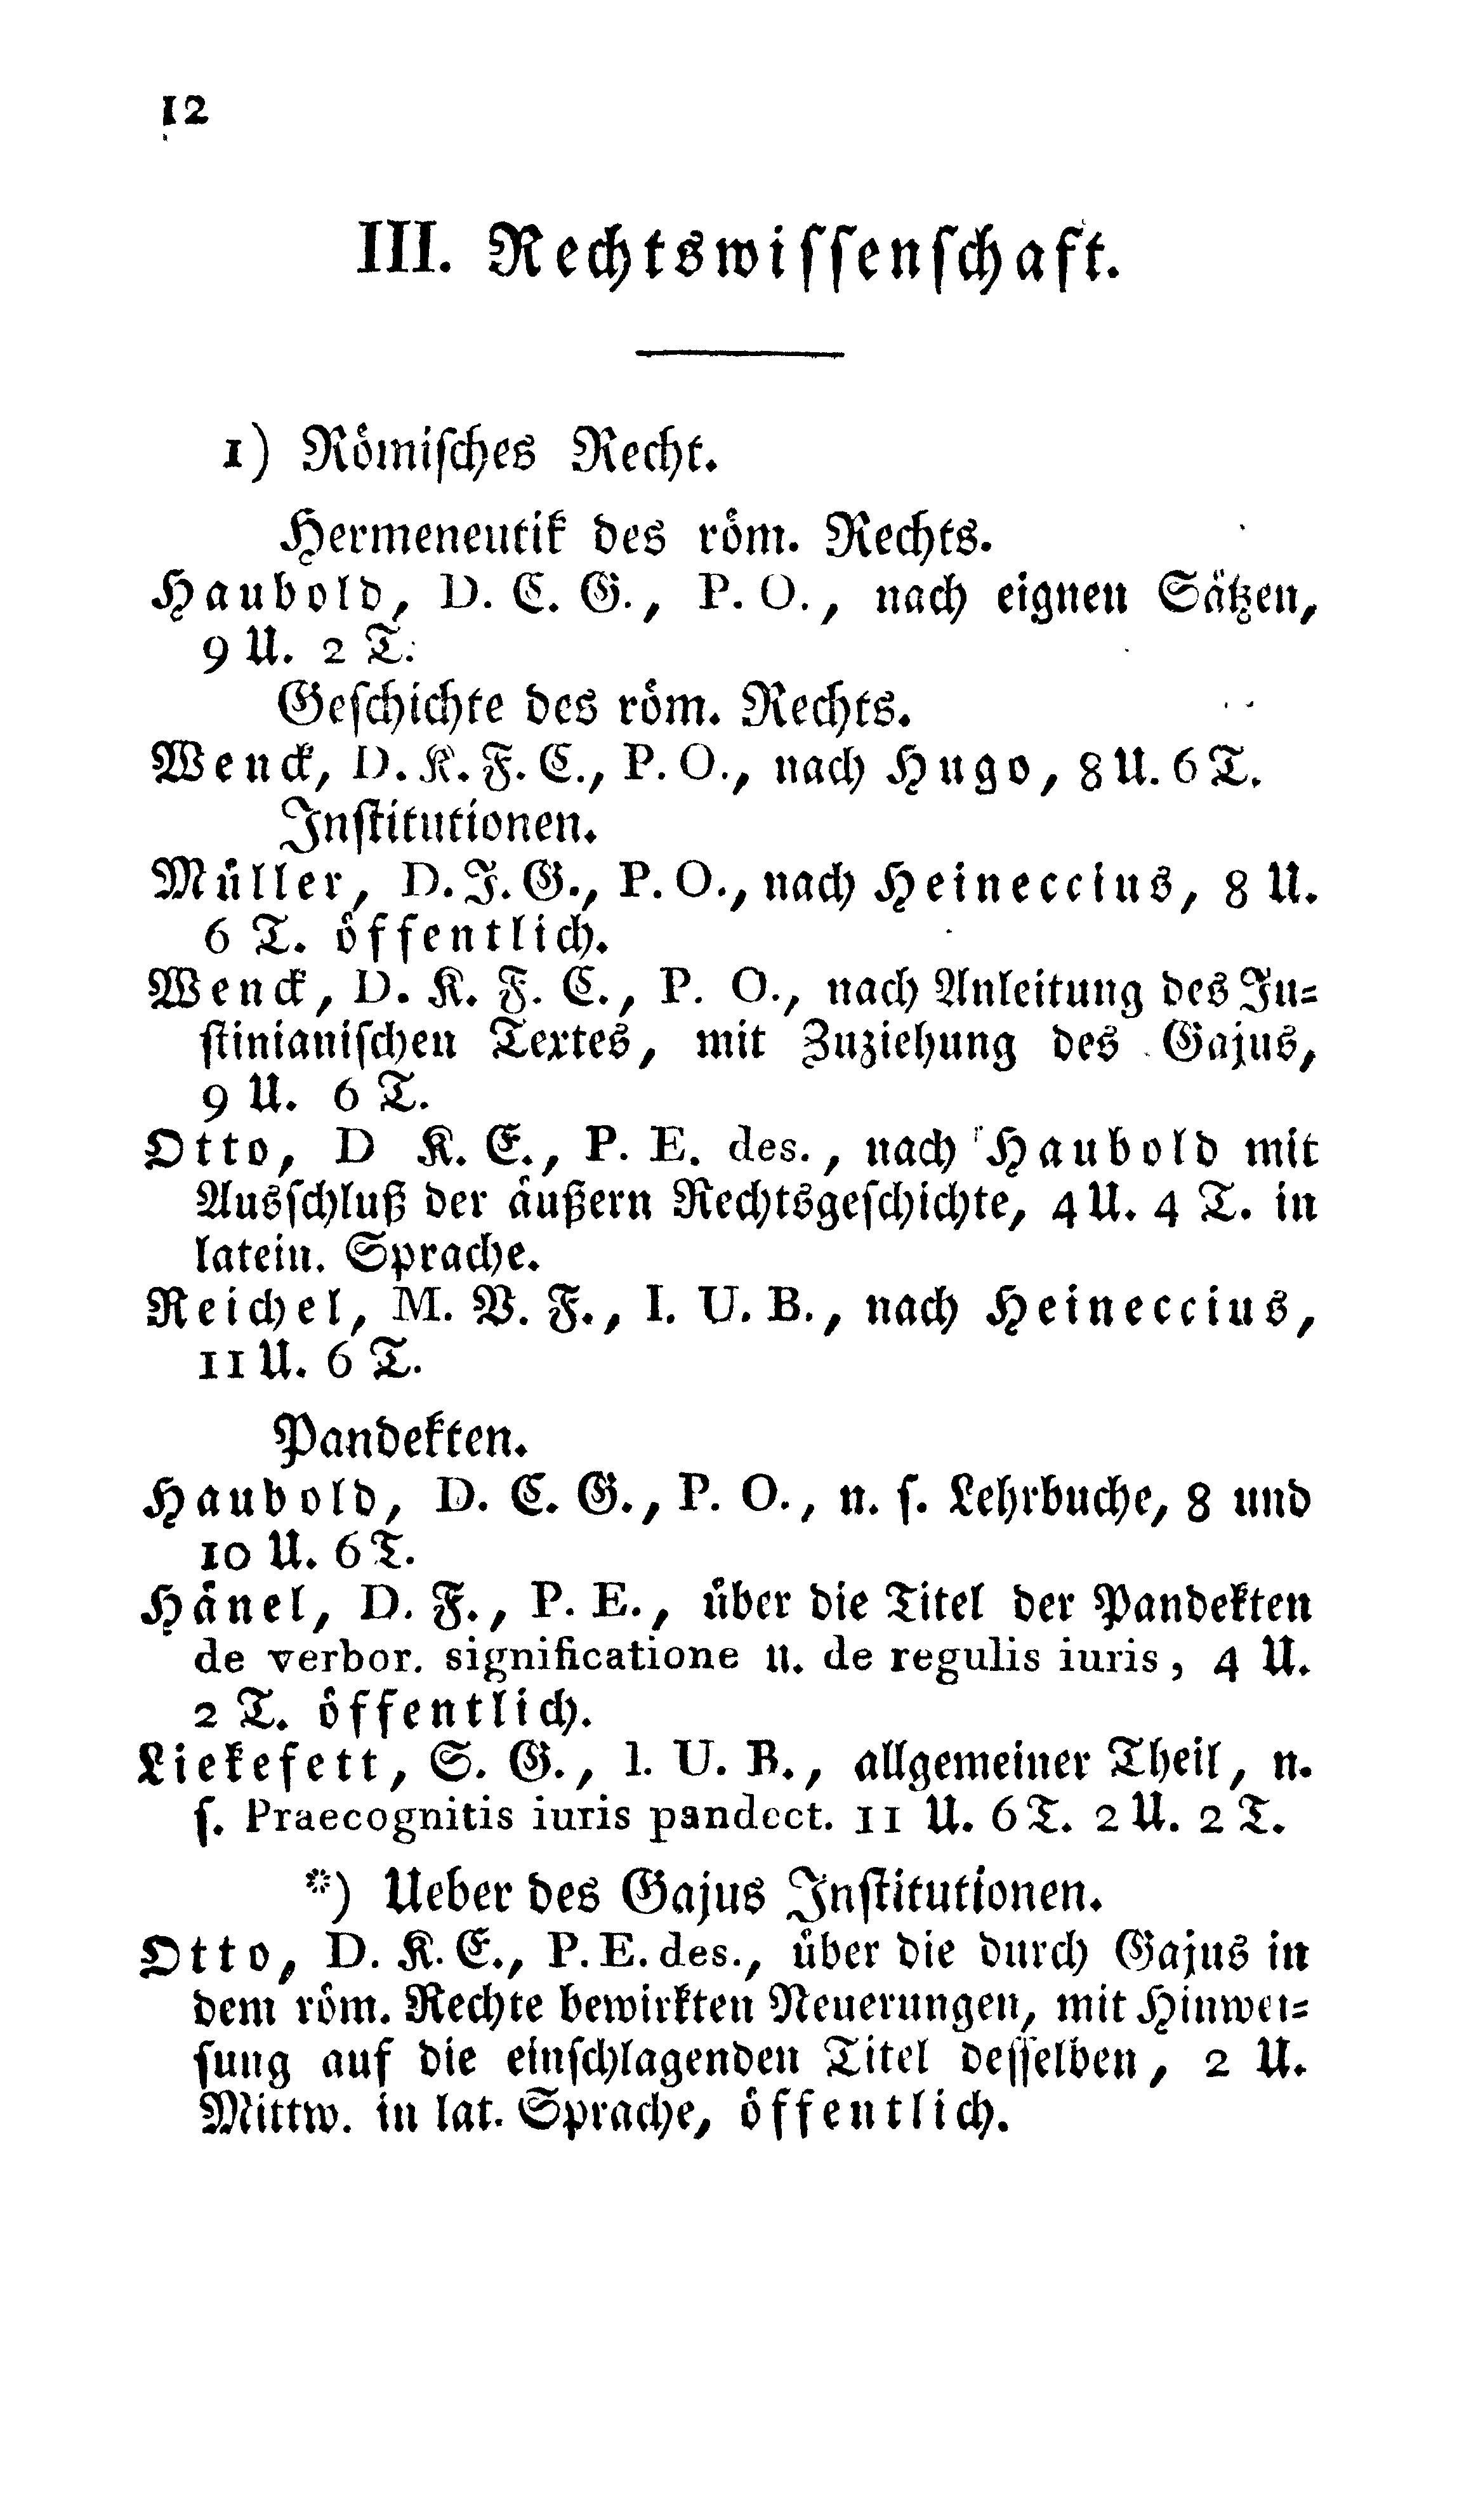 12
III. Rechtswissenschaft.
1) Römisches Recht.
Hermeneutik des röm. Rechts.
Haubold, D. C. G., P. O., nach eignen Sätzen,
9 U. 2 T.
Geschichte des röm. Rechts.
Wenck, D. K. F. C., P. O., nach Hugo, 8 U. 6 T.
Institutionen.
Müller, D. J. G., P. O., nach Heineccius, 8 U.
6 T. öffentlich.
Wenck, D. K. F. C., P. O., nach Anleitung des Ju-
stinianischen Textes, mit Zuziehung des Gajus,
9 U. 6 T.
Otto, D K. E., P. E. des., nach Haubold mit
Ausschluß der äußern Rechtsgeschichte, 4 U. 4 T. in
latein. Sprache.
Reichel, M. V. F., I. U. B., nach Heineccius,
11 U. 6 T.
Pandekten.
Haubold, D. C. G., P. O., n. s. Lehrbuche, 8 und
10 U. 6 T.
Hänel, D. F., P. E., über die Titel der Pandekten
de verbor. significatione u. de regulis iuris, 4 U.
2 T. öffentlich.
Liekefett, S. G., I. U. B., allgemeiner Theil, n.
s. Praecognitis iuris pandect. 11 U. 6 T. 2 U. 2 T.
*) Ueber des Gajus Institutionen.
Otto, D. K. E., P. E. des., über die durch Gajus in
dem röm. Rechte bewirkten Neuerungen, mit Hinwei-
sung auf die einschlagenden Titel desselben, 2 U.
Mittw. in lat. Sprache, öffentlich.